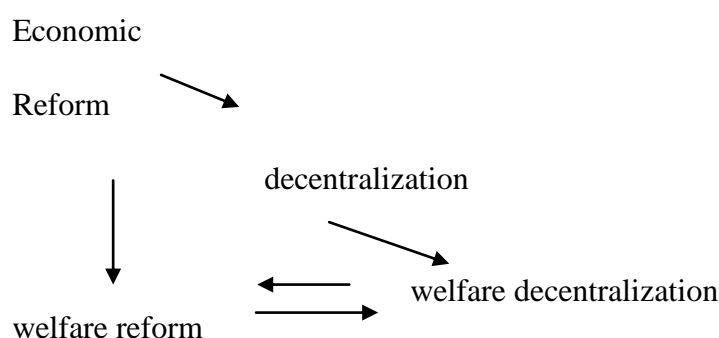 Economic
Reform
decentralization
welfare decentralization
welfare reform